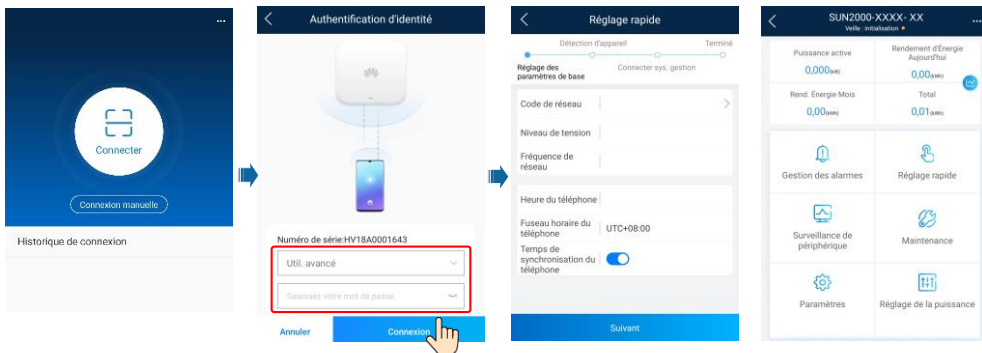 Connecter
Connexion manuelle
Historique de connexion
Authentification d'identité
Numéro de série:HV18A0001643
Util. avancé
Saisissez votre mot de passe.
Annuler
Connexion
Réglage rapide
Détection d'appareil
Terminé
Réglage des
paramètres de base
Connecter sys. gestion
Code de réseau
Niveau de tension
Fréquence de
réseau
Heure du téléphone
Fuseau horaire du
téléphone
UTC+08:00
Temps de
synchronisation du
téléphone
Suivant
SUN2000-XXXX- XX
Veille : initialisation
Puissance active
0,000(kW)
Rendement d'Énergie
Aujourd'hui
0,00(kWh)
Rend. Énergie Mois
0,00(kWh)
Total
0,01(kWh)
Gestion des alarmes
Réglage rapide
Surveillance de
périphérique
Maintenance
Paramètres
Réglage de la puissance